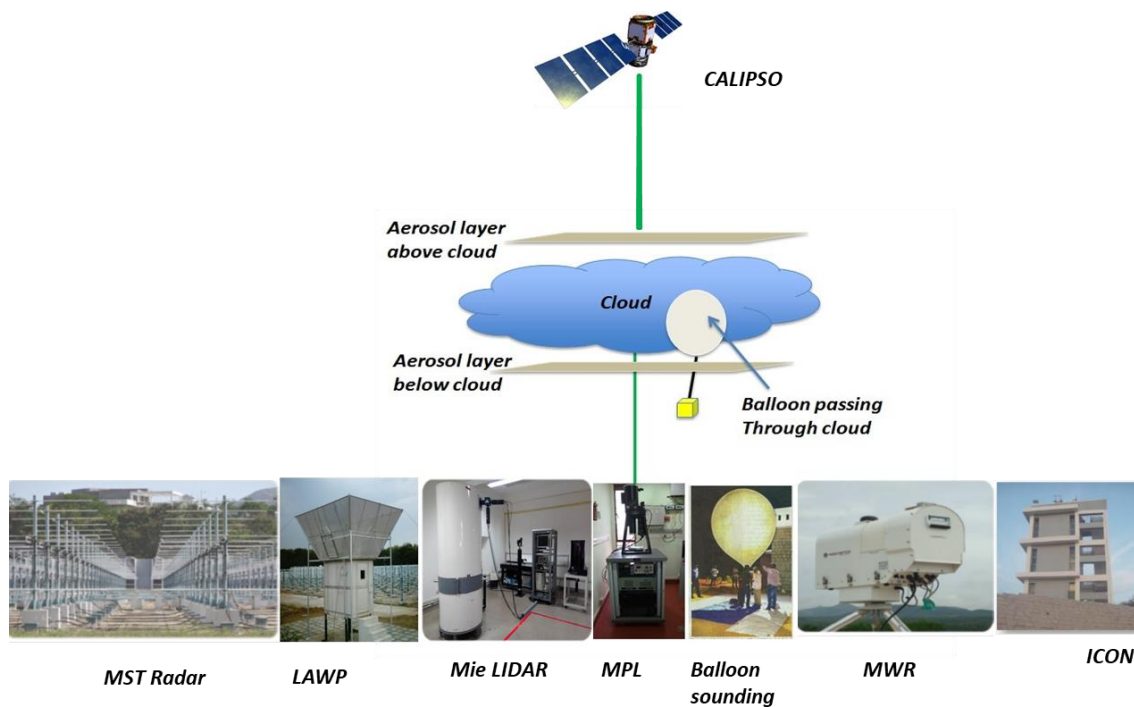 CALIPSO
Aerosol layer
above cloud
Cloud
Aerosol layer
below cloud
Balloon passing
Through cloud
MST Radar
LAWP
Mie LIDAR
MPL
Balloon
sounding
MWR
ICON